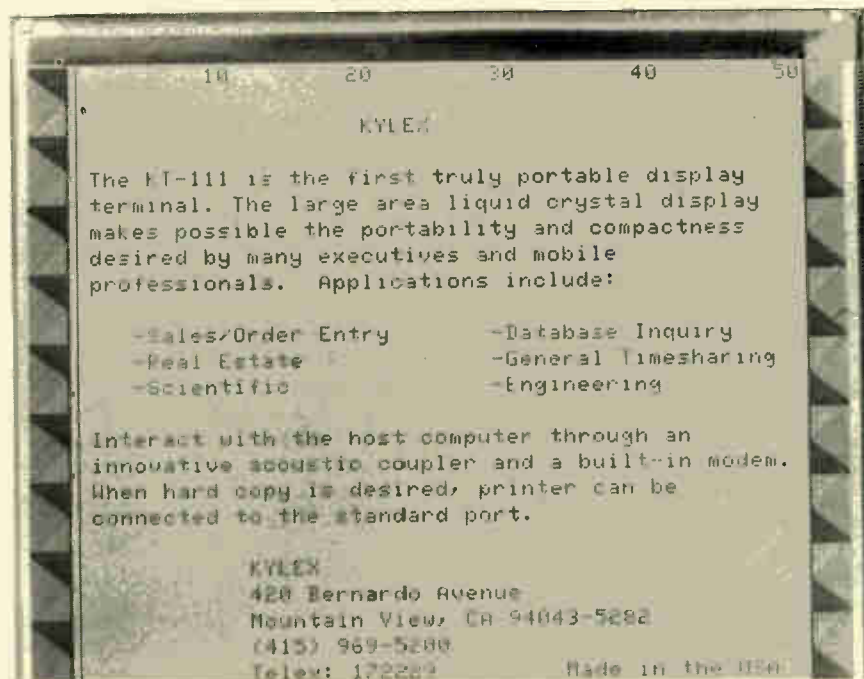 10 20 30 40 50
KYLEX
The KT-111 is the first truly portable display
terminal. The large area liquid crystal display
makes possible the portability and compactness
desired by many executives and mobile
professionals. Applications include:
-Sales/Order Entry -Database Inquiry
-Real Estate -General Timesharing
-Scientific -Engineering
Interact with the host computer through an
innovative acoustic coupler and a built-in modem.
When hard copy is desired, printer can be
connected to the standard port.
KYLEX
420 Bernardo Avenue
Mountain View, CA 94043-5282
(415) 969-5200
Telex: Made in the USA